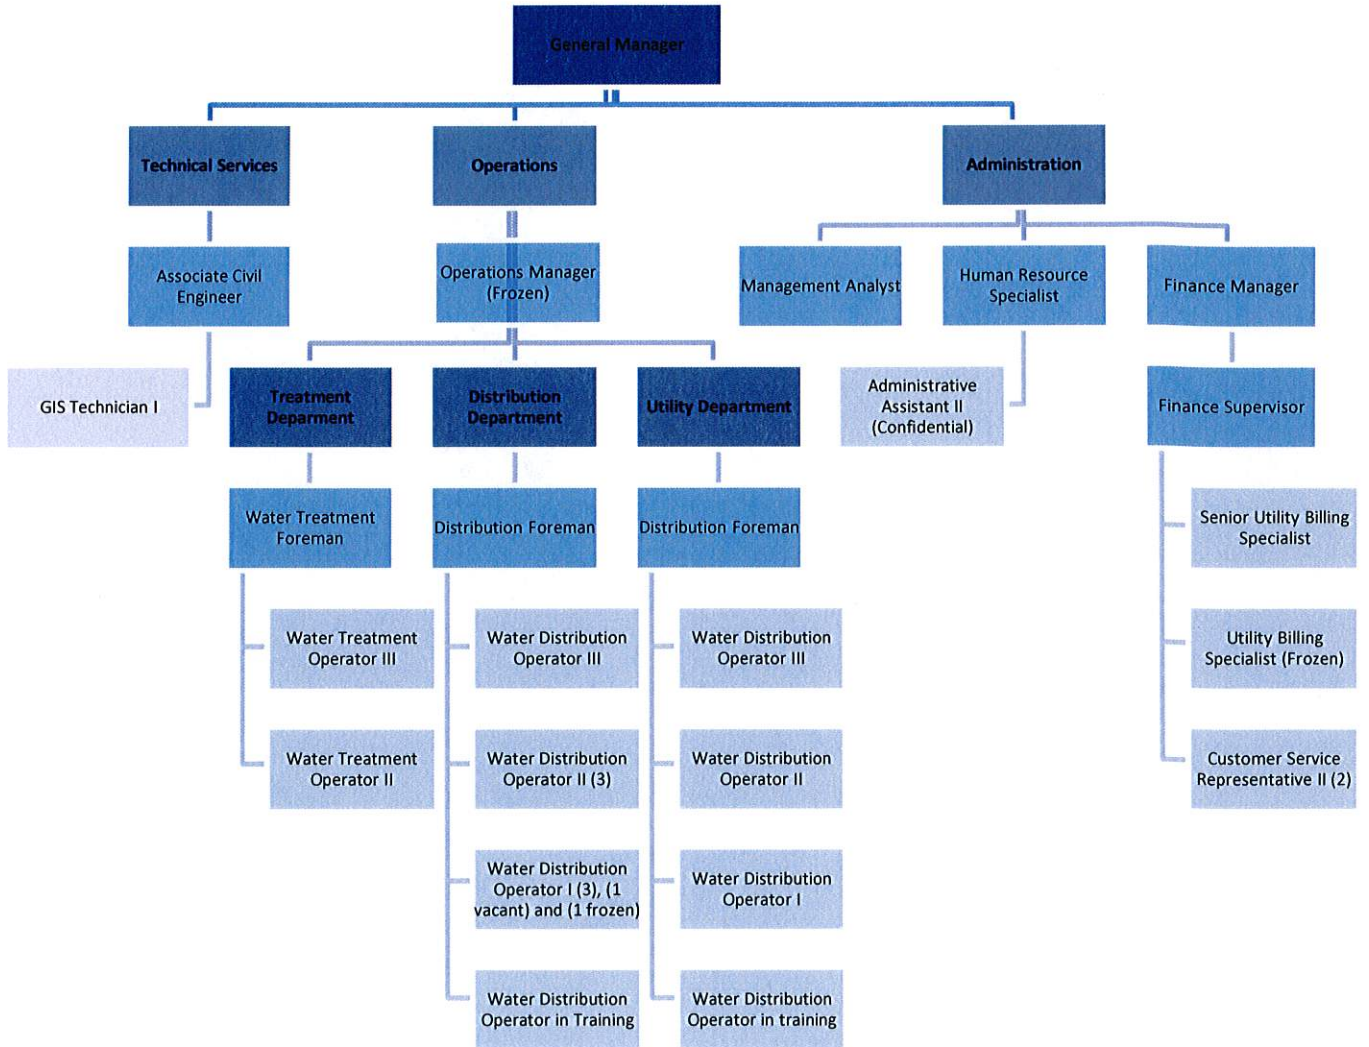 General Manager
Technical Services
Operations
Administration
Associate Civil
Engineer
Operations Manager
(Frozen)
Management Analyst
Human Resource
Specialist
Finance Manager
GIS Technician I
Treatment
Deparment
Distribution
Department
Utility Department
Administrative
Assistant II
(Confidential)
Finance Supervisor
Water Treatment
Foreman
Distribution Foreman
Distribution Foreman
Senior Utility Billing
Specialist
Water Treatment
Operator III
Water Distribution
Operator III
Water Distribution
Operator III
Utility Billing
Specialist (Frozen)
Water Treatment
Operator II
Water Distribution
Operator II (3)
Water Distribution
Operator II
Customer Service
Representative II (2)
Water Distribution
Operator I (3), (1
vacant) and (1 frozen)
Water Distribution
Operator I
Water Distribution
Operator in Training
Water Distribution
Operator in training